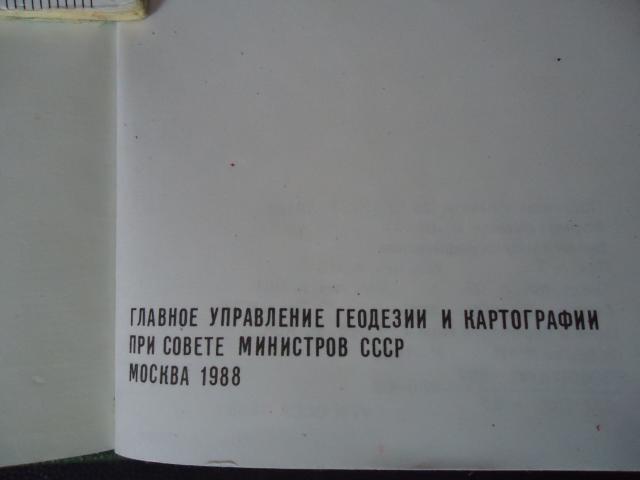 ГЛАВНОЕ УПРАВЛЕНИЕ ГЕОДЕЗИИ И КАРТОГРАФИИ
ПРИ СОВЕТЕ МИНИСТРОВ СССР
МОСКВА 1988